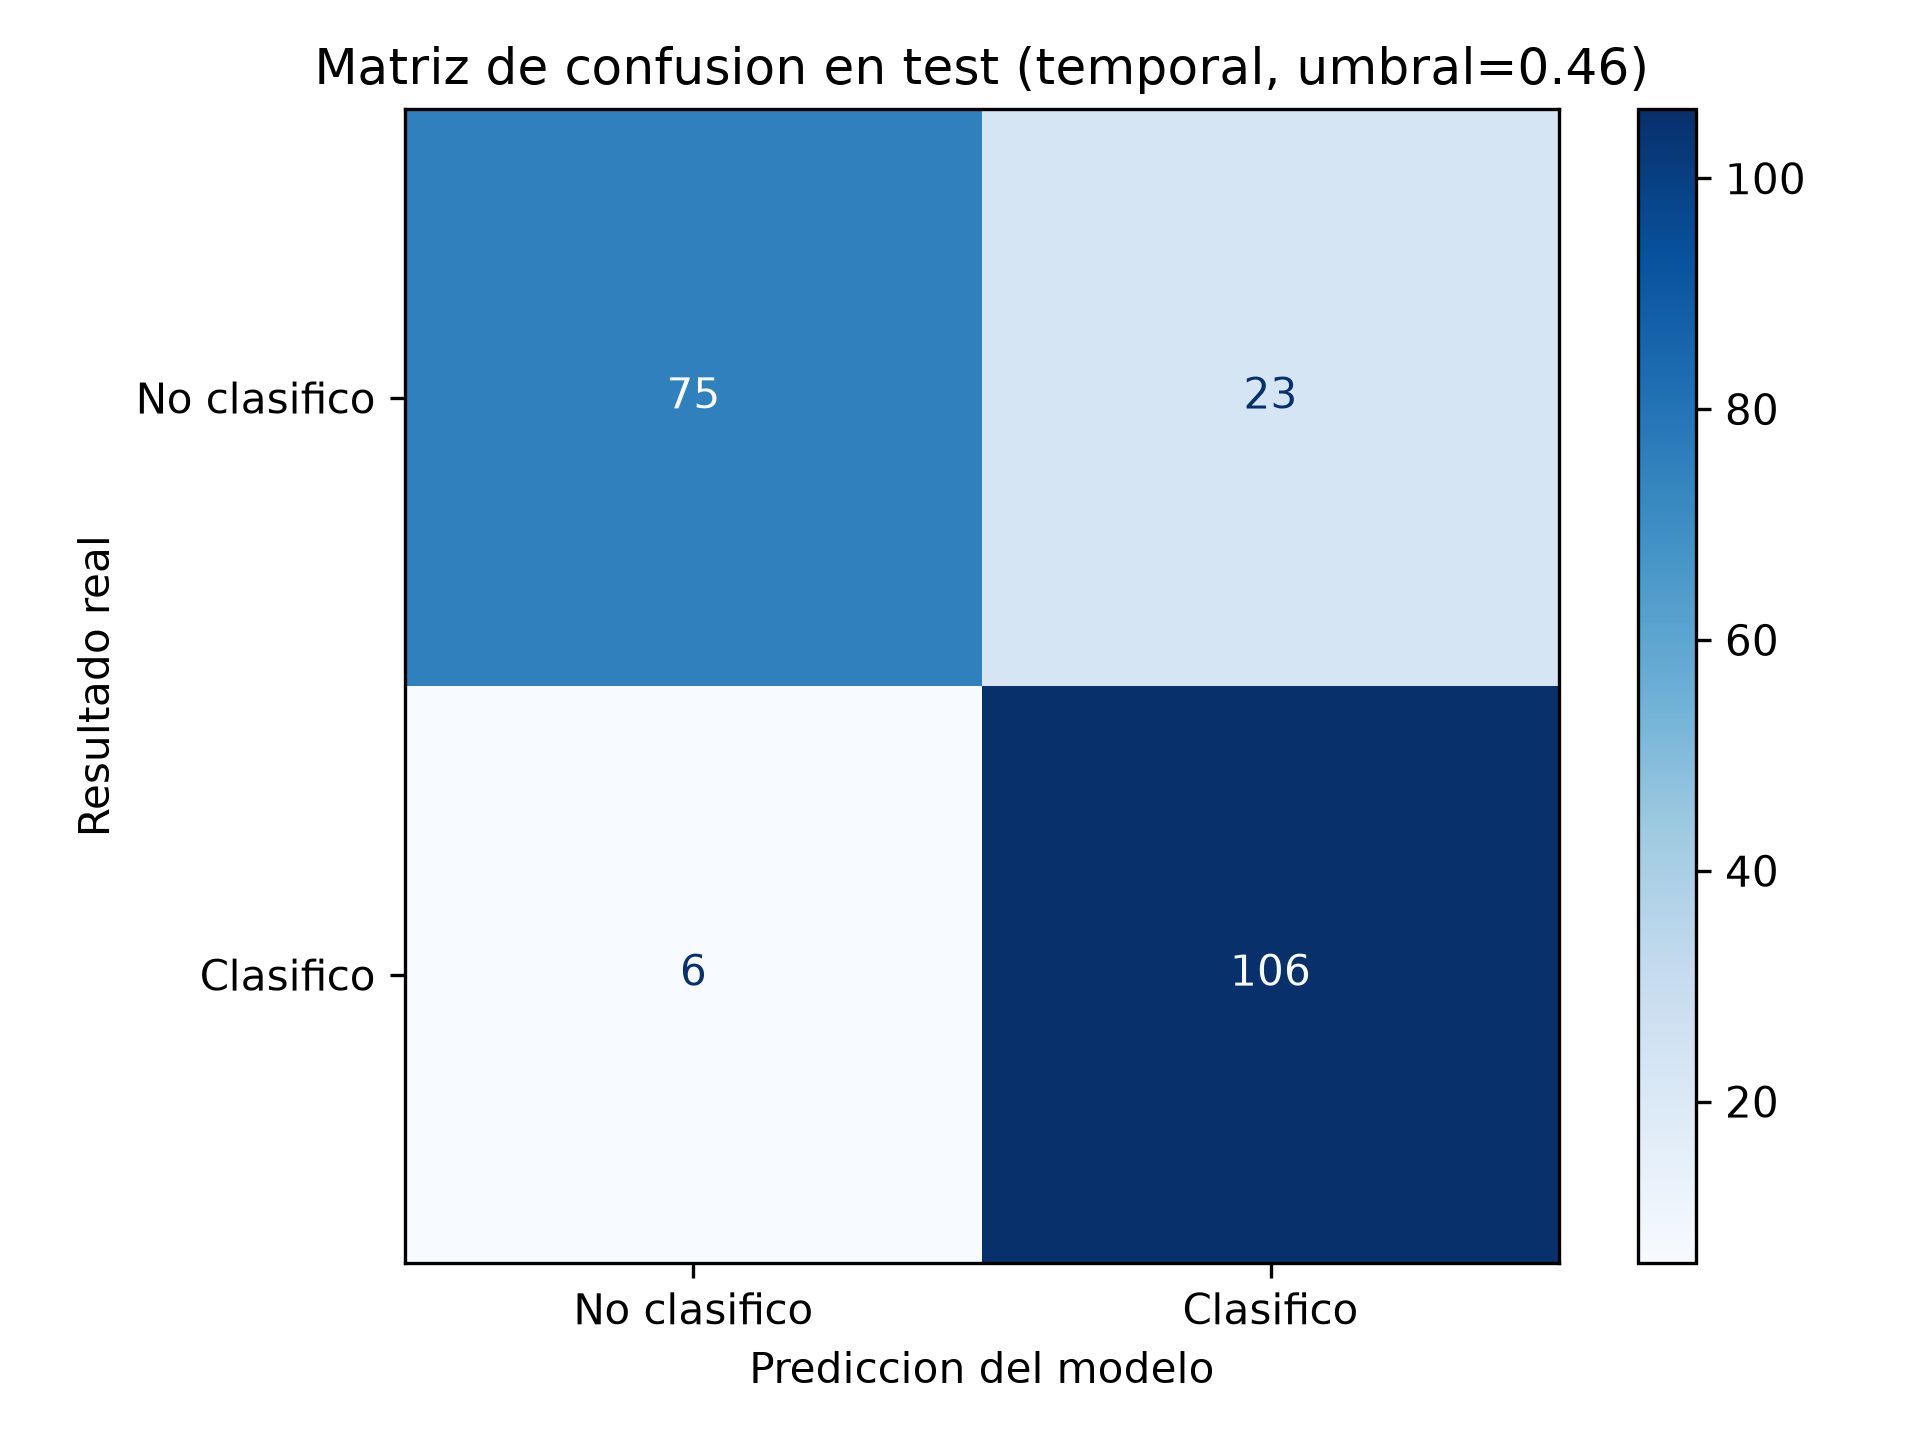 Matriz de confusion en test (temporal, umbral=0.46)
No clasifico
75
23
Clasifico
6
106
No clasifico
Clasifico
Prediccion del modelo
Resultado real
100
80
60
40
20